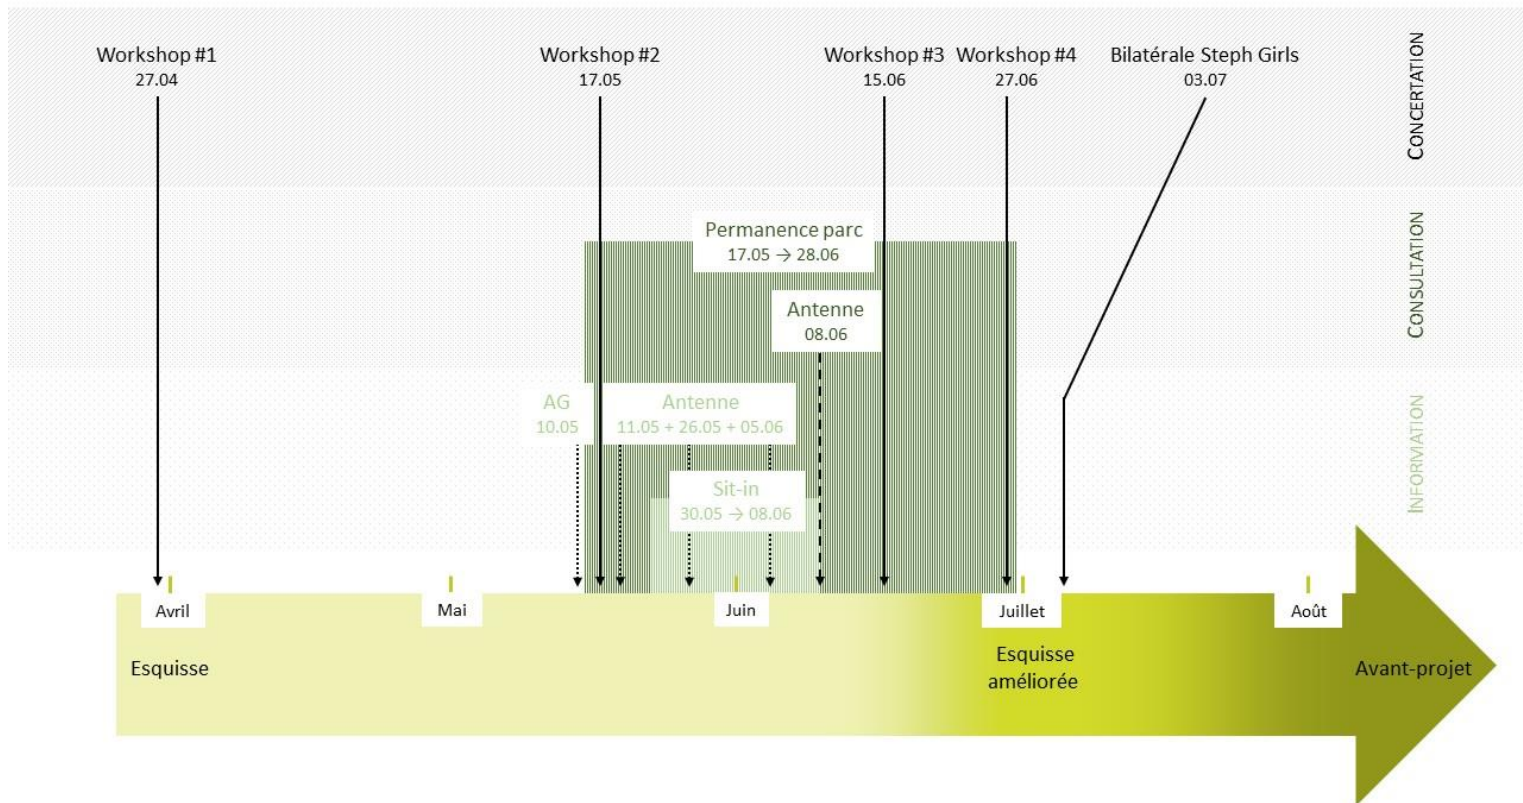 Workshop #1
27.04
Workshop #2
17.05
Workshop #3
15.06
Workshop #4
27.06
Bilatérale Steph Girls
03.07
CONCERTATION
Permanence parc
17.05 → 28.06
Antenne
08.06
CONSULTATION
AG
10.05
Antenne
11.05 + 26.05 + 05.06
Sit-in
30.05 → 08.06
INFORMATION
Avril
Mai
Juin
Juillet
Août
Esquisse
Esquisse
améliorée
Avant-projet